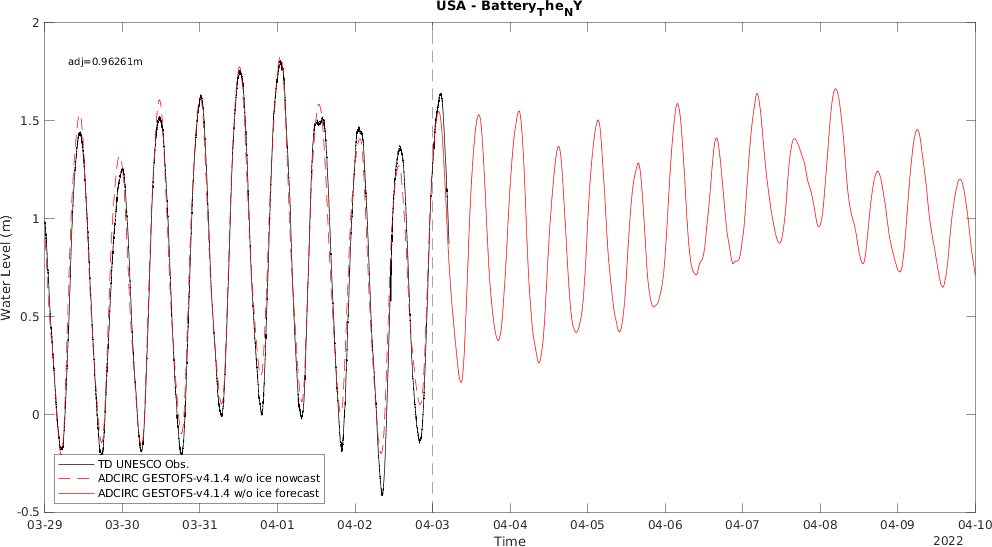 USA - BatteryTheNY
adj=0.96261m
Water Level (m)
2
1.5
1
0.5
0
-0.5
TD UNESCO Obs.
ADCIRC GESTOFS-v4.1.4 w/o ice nowcast
ADCIRC GESTOFS-v4.1.4 w/o ice forecast
03-29 03-30 03-31 04-01 04-02 04-03 04-04 04-05 04-06 04-07 04-08 04-09 04-10
Time
2022